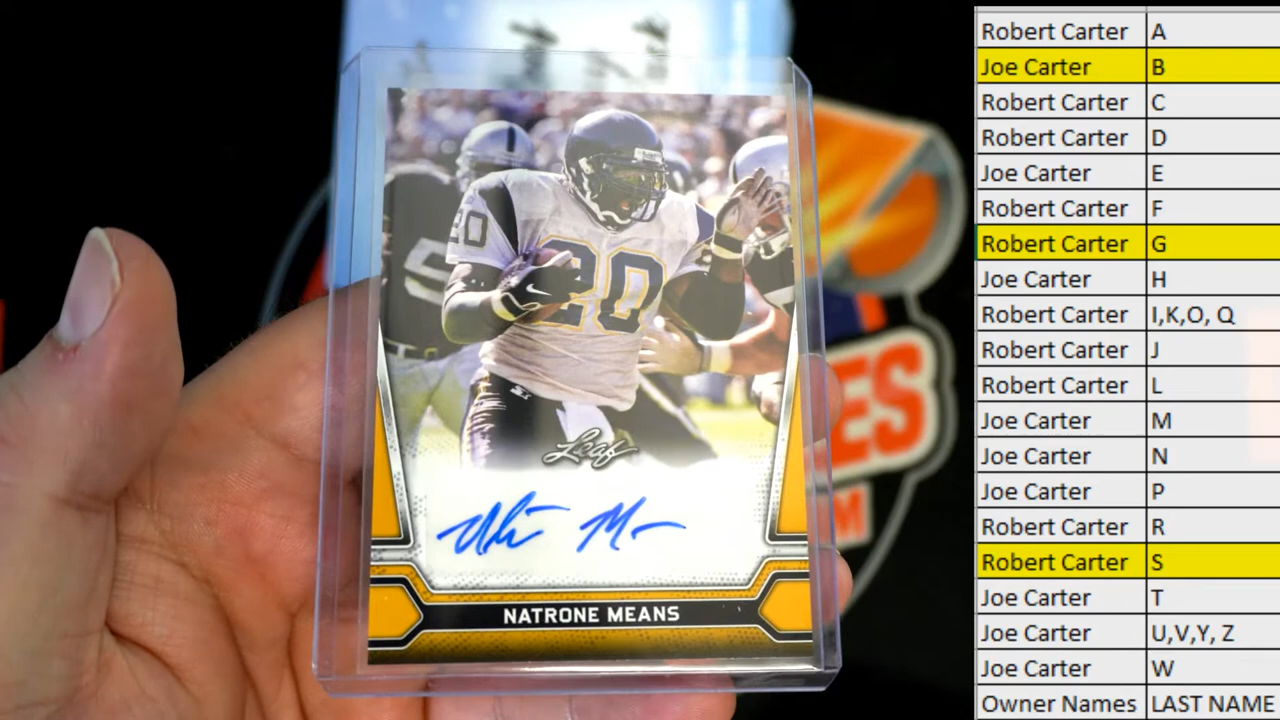 20
20
Leaf
NATRONE MEANS
ES
M
Robert Carter A
Joe Carter B
Robert Carter C
Robert Carter D
Joe Carter E
Robert Carter F
Robert Carter G
Joe Carter H
Robert Carter I,K,O, Q
Robert Carter J
Robert Carter L
Joe Carter M
Joe Carter N
Joe Carter P
Robert Carter R
Robert Carter S
Joe Carter T
Joe Carter U,V,Y, Z
Joe Carter W
Owner Names LAST NAME